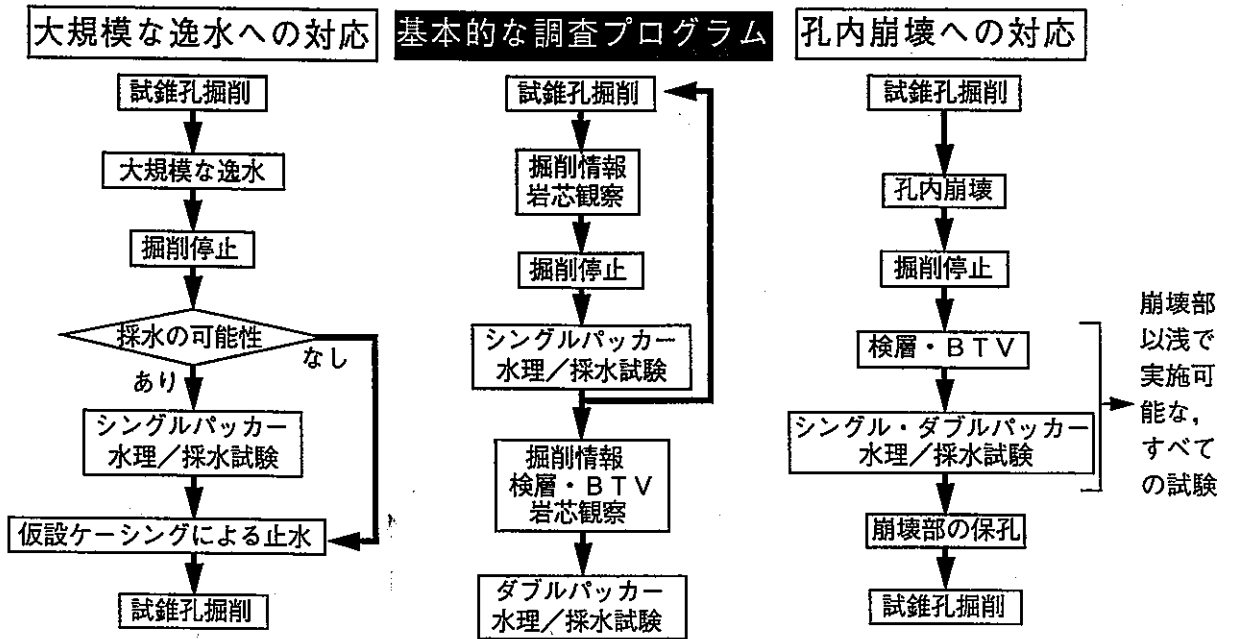 大規模な逸水への対応
試錐孔掘削
大規模な逸水
掘削停止
採水の可能性
なし
あり
シングルパッカー
水理／採水試験
仮設ケーシングによる止水
試錐孔掘削
基本的な調査プログラム
試錐孔掘削
掘削情報
岩芯観察
掘削停止
シングルパッカー
水理／採水試験
掘削情報
検層・ＢＴＶ
岩芯観察
ダブルパッカー
水理／採水試験
孔内崩壊への対応
試錐孔掘削
孔内崩壊
掘削停止
検層・ＢＴＶ
シングル・ダブルパッカー
水理／採水試験
崩壊部の保孔
試錐孔掘削
崩壊部
以浅で
実施可
能な，
すべて
の試験